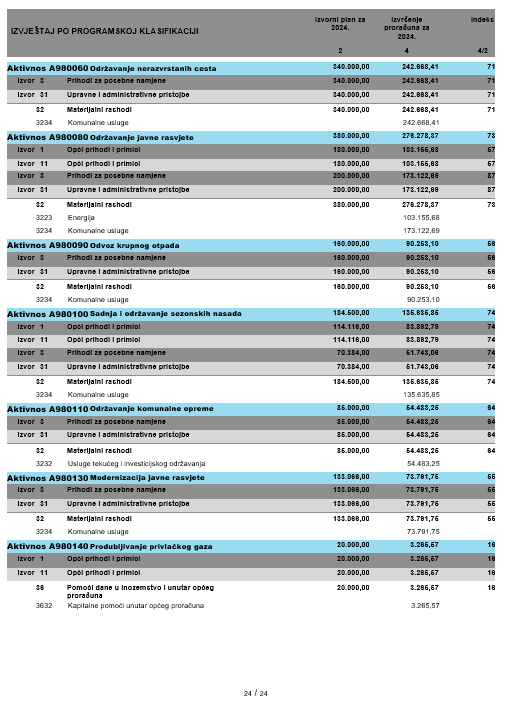 IZVJEŠTAJ PO PROGRAMSKOJ KLASIFIKACIJI Izvorni plan za 2024. Izvršenje proračuna za 2024. Indeks
2 4 4/2
Aktivnos A980060 Održavanje nerazvrstanih cesta 340.000,00 242.668,41 71
Izvor 3 Prihodi za posebne namjene 340.000,00 242.668,41 71
Izvor 31 Upravne i administrativne pristojbe 340.000,00 242.668,41 71
32 Materijalni rashodi 340.000,00 242.668,41 71
3234 Komunalne usluge 242.668,41
Aktivnos A980080 Održavanje javne rasvjete 380.000,00 276.278,37 73
Izvor 1 Opći prihodi i primici 180.000,00 103.155,68 57
Izvor 11 Opći prihodi i primici 180.000,00 103.155,68 57
Izvor 3 Prihodi za posebne namjene 200.000,00 173.122,69 87
Izvor 31 Upravne i administrativne pristojbe 200.000,00 173.122,69 87
32 Materijalni rashodi 380.000,00 276.278,37 73
3223 Energija 103.155,68
3234 Komunalne usluge 173.122,69
Aktivnos A980090 Odvoz krupnog otpada 160.000,00 90.253,10 56
Izvor 3 Prihodi za posebne namjene 160.000,00 90.253,10 56
Izvor 31 Upravne i administrativne pristojbe 160.000,00 90.253,10 56
32 Materijalni rashodi 160.000,00 90.253,10 56
3234 Komunalne usluge 90.253,10
Aktivnos A980100 Sadnja i održavanje sezonskih nasada 184.500,00 135.635,85 74
Izvor 1 Opći prihodi i primici 114.116,00 83.892,79 74
Izvor 11 Opći prihodi i primici 114.116,00 83.892,79 74
Izvor 3 Prihodi za posebne namjene 70.384,00 51.743,06 74
Izvor 31 Upravne i administrativne pristojbe 70.384,00 51.743,06 74
32 Materijalni rashodi 184.500,00 135.635,85 74
3234 Komunalne usluge 135.635,85
Aktivnos A980110 Održavanje komunalne opreme 85.000,00 54.483,25 64
Izvor 3 Prihodi za posebne namjene 85.000,00 54.483,25 64
Izvor 31 Upravne i administrativne pristojbe 85.000,00 54.483,25 64
32 Materijalni rashodi 85.000,00 54.483,25 64
3232 Usluge tekućeg i investicijskog održavanja 54.483,25
Aktivnos A980130 Modernizacija javne rasvjete 133.066,00 73.791,75 55
Izvor 3 Prihodi za posebne namjene 133.066,00 73.791,75 55
Izvor 31 Upravne i administrativne pristojbe 133.066,00 73.791,75 55
32 Materijalni rashodi 133.066,00 73.791,75 55
3234 Komunalne usluge 73.791,75
Aktivnos A980140 Produbljivanje privlačkog gaza 20.000,00 3.265,57 16
Izvor 1 Opći prihodi i primici 20.000,00 3.265,57 16
Izvor 11 Opći prihodi i primici 20.000,00 3.265,57 16
36 Pomoći dane u inozemstvo i unutar općeg 20.000,00 3.265,57 16
proračuna
3632 Kapitalne pomoći unutar općeg proračuna 3.265,57
24 / 24